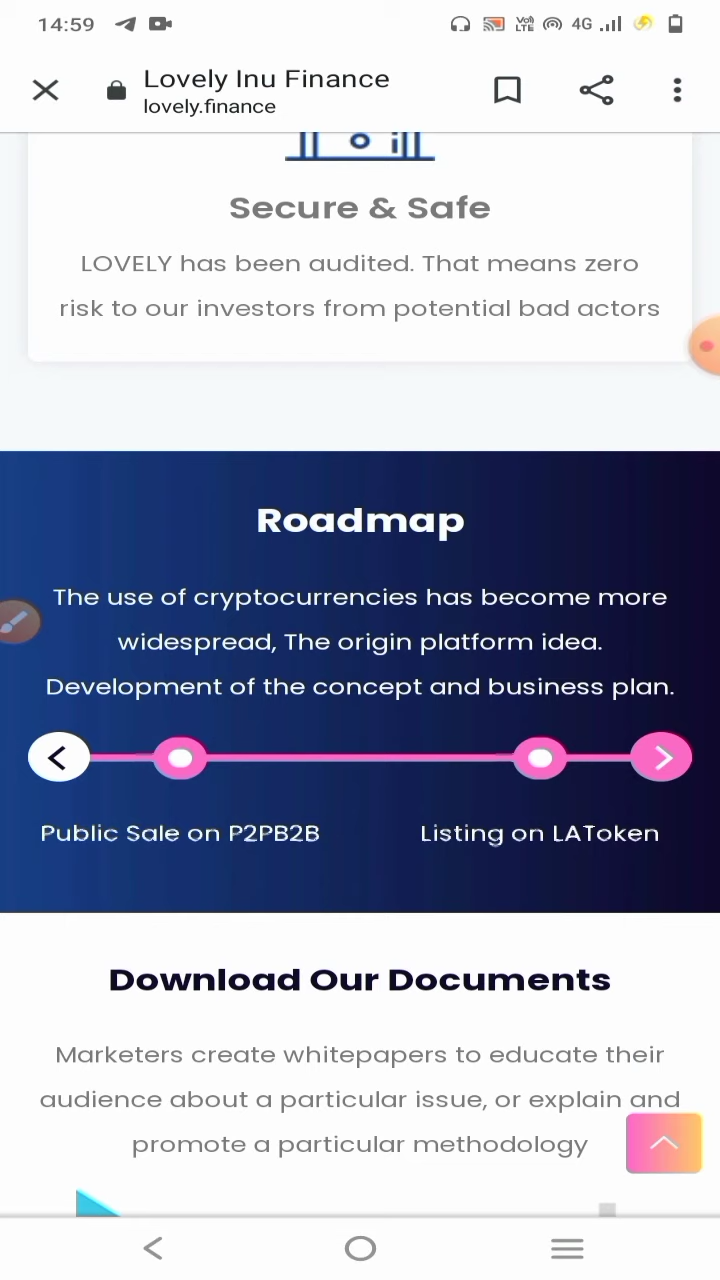 14:59
Vo)
LTE
4G
Lovely Inu Finance
lovely.finance
Secure & Safe
LOVELY has been audited. That means zero
risk to our investors from potential bad actors
Roadmap
The use of cryptocurrencies has become more
widespread, The origin platform idea.
Development of the concept and business plan.
Public Sale on P2PB2B
Listing on LAToken
Download Our Documents
Marketers create whitepapers to educate their
audience about a particular issue, or explain and
promote a particular methodology